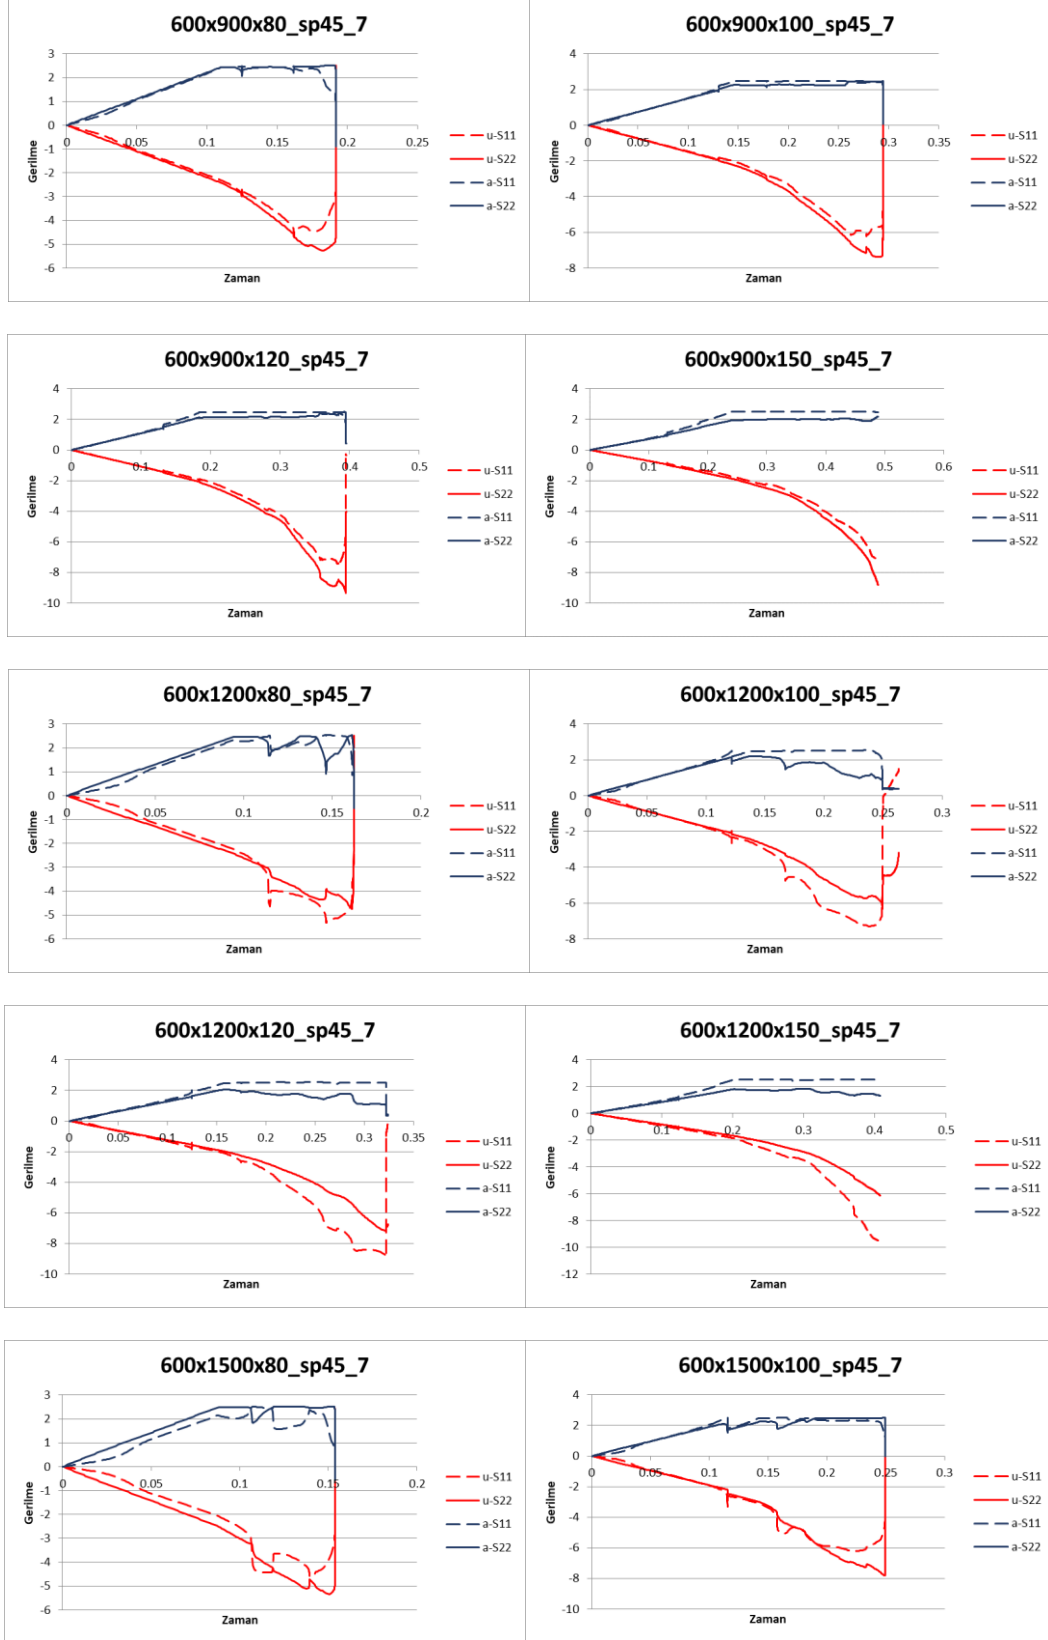 600x900x80_sp45_7
3
2
1
0
-1
-2
-3
-4
-5
-6
0
0.05
0.1
0.15
0.2
0.25
Gerilme
Zaman
u-S11
u-S22
a-S11
a-S22
600x900x100_sp45_7
4
2
0
-2
-4
-6
-8
0
0.05
0.1
0.15
0.2
0.25
0.3
0.35
Gerilme
Zaman
u-S11
u-S22
a-S11
a-S22
600x900x120_sp45_7
4
2
0
-2
-4
-6
-8
-10
0
0.1
0.2
0.3
0.4
0.5
Gerilme
Zaman
u-S11
u-S22
a-S11
a-S22
600x900x150_sp45_7
4
2
0
-2
-4
-6
-8
-10
0
0.1
0.2
0.3
0.4
0.5
0.6
Gerilme
Zaman
u-S11
u-S22
a-S11
a-S22
600x1200x80_sp45_7
3
2
1
0
-1
-2
-3
-4
-5
-6
0
0.05
0.1
0.15
0.2
Gerilme
Zaman
u-S11
u-S22
a-S11
a-S22
600x1200x100_sp45_7
4
2
0
-2
-4
-6
-8
0
0.05
0.1
0.15
0.2
0.25
0.3
Gerilme
Zaman
u-S11
u-S22
a-S11
a-S22
600x1200x120_sp45_7
4
2
0
-2
-4
-6
-8
-10
0
0.05
0.1
0.15
0.2
0.25
0.3
0.35
Gerilme
Zaman
u-S11
u-S22
a-S11
a-S22
600x1200x150_sp45_7
4
2
0
-2
-4
-6
-8
-10
-12
0
0.1
0.2
0.3
0.4
0.5
Gerilme
Zaman
u-S11
u-S22
a-S11
a-S22
600x1500x80_sp45_7
3
2
1
0
-1
-2
-3
-4
-5
-6
0
0.05
0.1
0.15
0.2
Gerilme
Zaman
u-S11
u-S22
a-S11
a-S22
600x1500x100_sp45_7
4
2
0
-2
-4
-6
-8
-10
0
0.05
0.1
0.15
0.2
0.25
0.3
Gerilme
Zaman
u-S11
u-S22
a-S11
a-S22